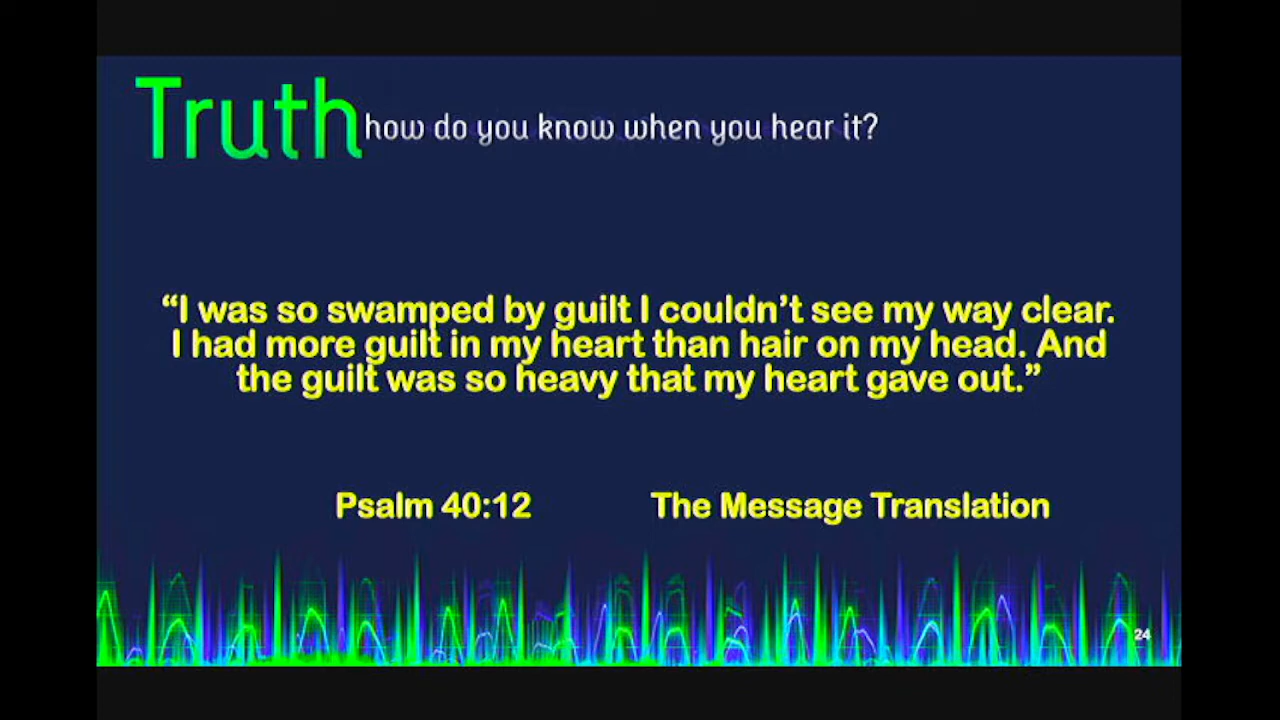 Truth how do you know when you hear it?
“I was so swamped by guilt I couldn’t see my way clear.
I had more guilt in my heart than hair on my head. And
the guilt was so heavy that my heart gave out.”
Psalm 40:12 The Message Translation
24